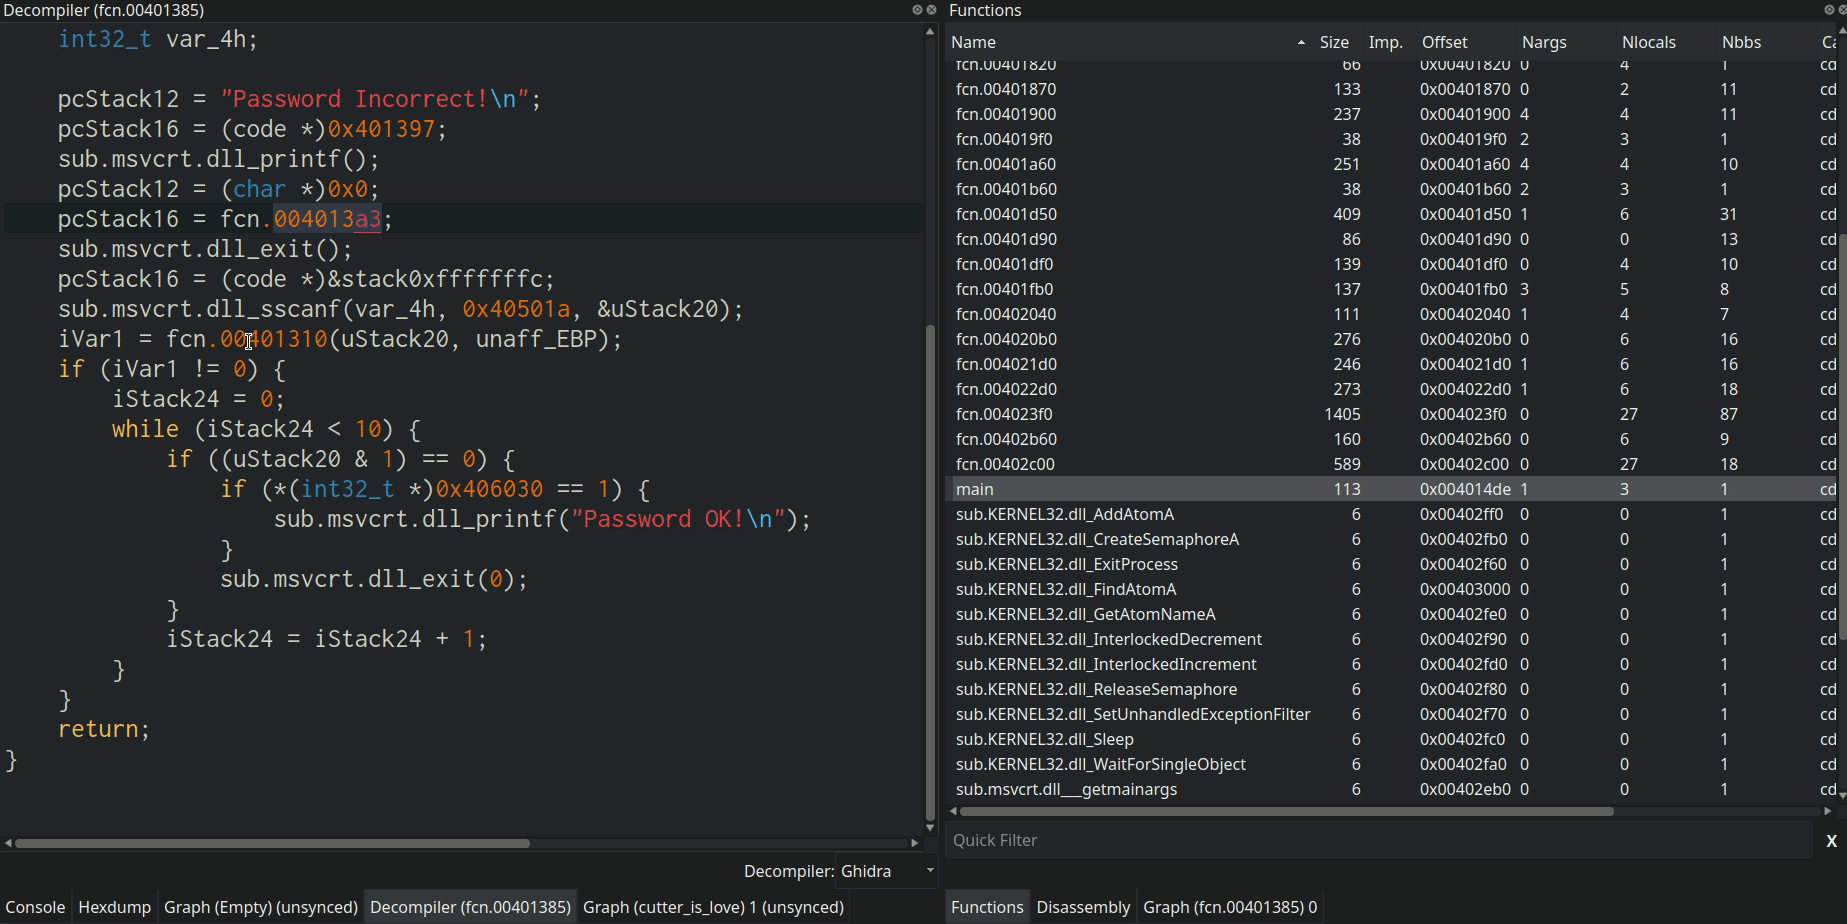 Decompiler (fcn.00401385)
int32_t var_4h;
pcStack12 = "Password Incorrect!\n";
pcStack16 = (code *)0x401397;
sub.msvcrt.dll_printf();
pcStack12 = (char *)0x0;
pcStack16 = fcn.004013a3;
sub.msvcrt.dll_exit();
pcStack16 = (code *)&stack0xfffffffc;
sub.msvcrt.dll_sscanf(var_4h, 0x40501a, &uStack20);
iVar1 = fcn.00401310(uStack20, unaff_EBP);
if (iVar1 != 0) {
iStack24 = 0;
while (iStack24 < 10) {
if ((uStack20 & 1) == 0) {
if (*(int32_t *)0x406030 == 1) {
sub.msvcrt.dll_printf("Password OK!\n");
}
sub.msvcrt.dll_exit(0);
}
iStack24 = iStack24 + 1;
}
}
return;
}
Decompiler: Ghidra
Console Hexdump Graph (Empty) (unsynced) Decompiler (fcn.00401385) Graph (cutter_is_love) 1 (unsynced)
Functions
Name Size Imp. Offset Nargs Nlocals Nbbs Ca
fcn.00401820 66 0x00401820 0 4 1 cd
fcn.00401870 133 0x00401870 0 2 11 cd
fcn.00401900 237 0x00401900 4 4 11 cd
fcn.004019f0 38 0x004019f0 2 3 1 cd
fcn.00401a60 251 0x00401a60 4 4 10 cd
fcn.00401b60 38 0x00401b60 2 3 1 cd
fcn.00401d50 409 0x00401d50 1 6 31 cd
fcn.00401d90 86 0x00401d90 0 0 13 cd
fcn.00401df0 139 0x00401df0 0 4 10 cd
fcn.00401fb0 137 0x00401fb0 3 5 8 cd
fcn.00402040 111 0x00402040 1 4 7 cd
fcn.004020b0 276 0x004020b0 0 6 16 cd
fcn.004021d0 246 0x004021d0 1 6 16 cd
fcn.004022d0 273 0x004022d0 1 6 18 cd
fcn.004023f0 1405 0x004023f0 0 27 87 cd
fcn.00402b60 160 0x00402b60 0 6 9 cd
fcn.00402c00 589 0x00402c00 0 27 18 cd
main 113 0x004014de 1 3 1 cd
sub.KERNEL32.dll_AddAtomA 6 0x00402ff0 0 0 1 cd
sub.KERNEL32.dll_CreateSemaphoreA 6 0x00402fb0 0 0 1 cd
sub.KERNEL32.dll_ExitProcess 6 0x00402f60 0 0 1 cd
sub.KERNEL32.dll_FindAtomA 6 0x00403000 0 0 1 cd
sub.KERNEL32.dll_GetAtomNameA 6 0x00402fe0 0 0 1 cd
sub.KERNEL32.dll_InterlockedDecrement 6 0x00402f90 0 0 1 cd
sub.KERNEL32.dll_InterlockedIncrement 6 0x00402fd0 0 0 1 cd
sub.KERNEL32.dll_ReleaseSemaphore 6 0x00402f80 0 0 1 cd
sub.KERNEL32.dll_SetUnhandledExceptionFilter 6 0x00402f70 0 0 1 cd
sub.KERNEL32.dll_Sleep 6 0x00402fc0 0 0 1 cd
sub.KERNEL32.dll_WaitForSingleObject 6 0x00402fa0 0 0 1 cd
sub.msvcrt.dll___getmainargs 6 0x00402eb0 0 0 1 cd
Quick Filter X
Functions Disassembly Graph (fcn.00401385) 0